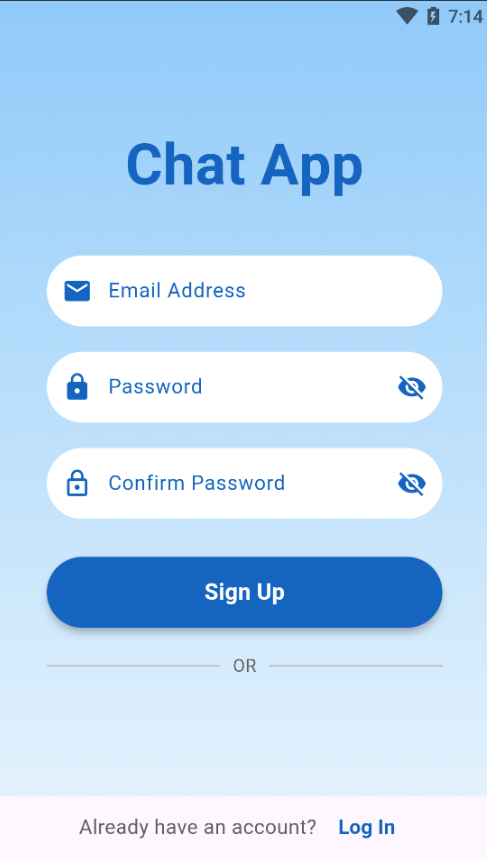 7:14
Chat App
Email Address
Password
Confirm Password
Sign Up
OR
Already have an account? Log In